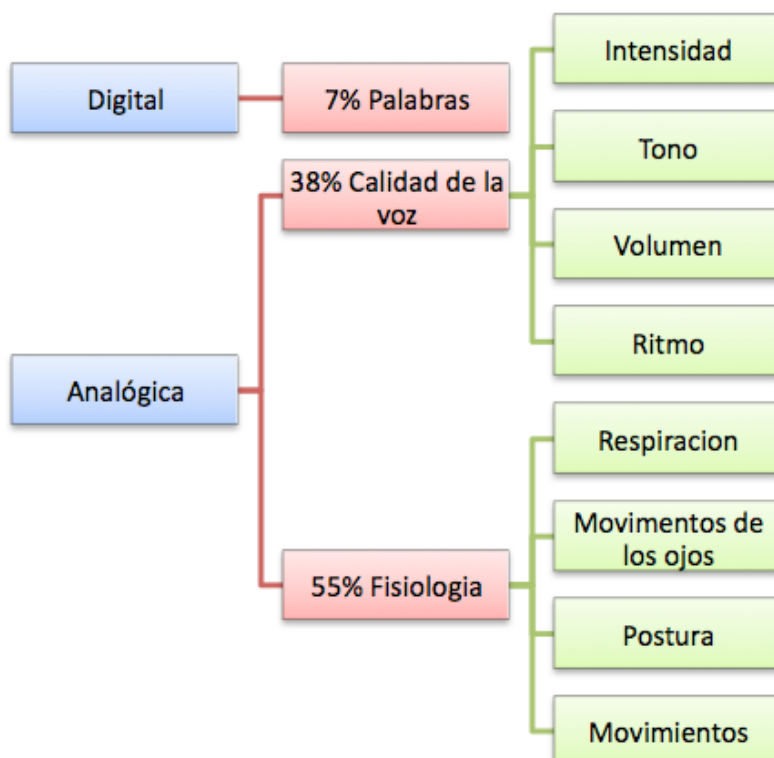 Digital
7% Palabras
Analógica
38% Calidad de la
voz
Intensidad
Tono
Volumen
Ritmo
55% Fisiologia
Respiracion
Movimentos de
los ojos
Postura
Movimientos